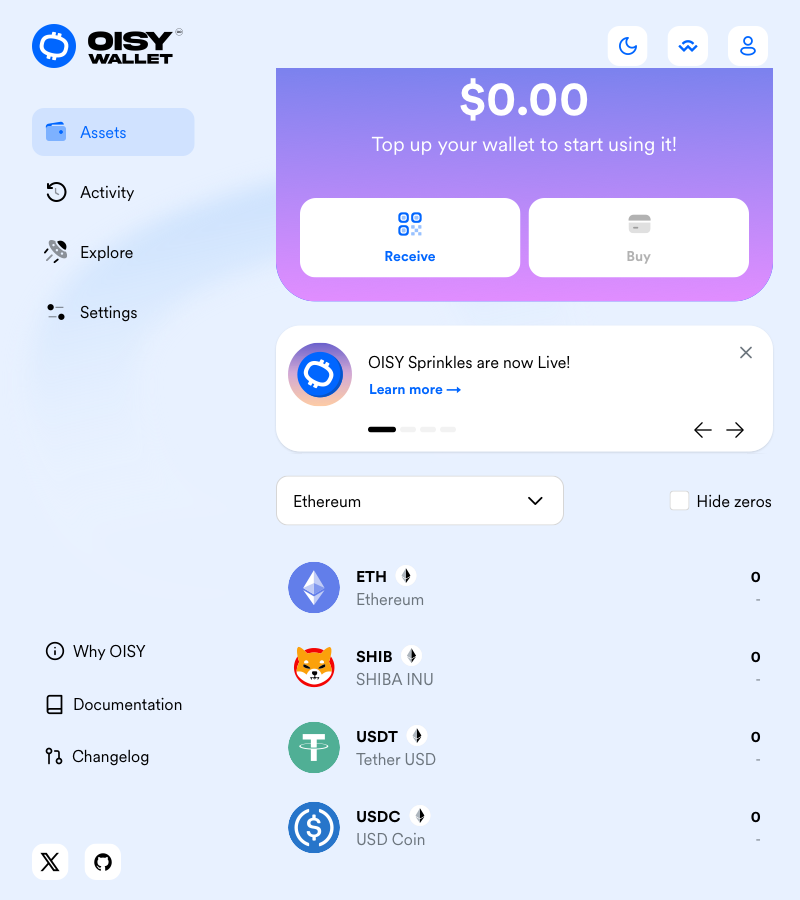 OISY
WALLET
$0.00
Top up your wallet to start using it!
Assets
Activity
Receive
Buy
Explore
Settings
OISY Sprinkles are now Live!
Learn more →
Ethereum
Hide zeros
ETH
0
Ethereum
-
Why OISY
SHIB
0
SHIBA INU
-
Documentation
USDT
0
Tether USD
-
Changelog
USDC
0
USD Coin
-